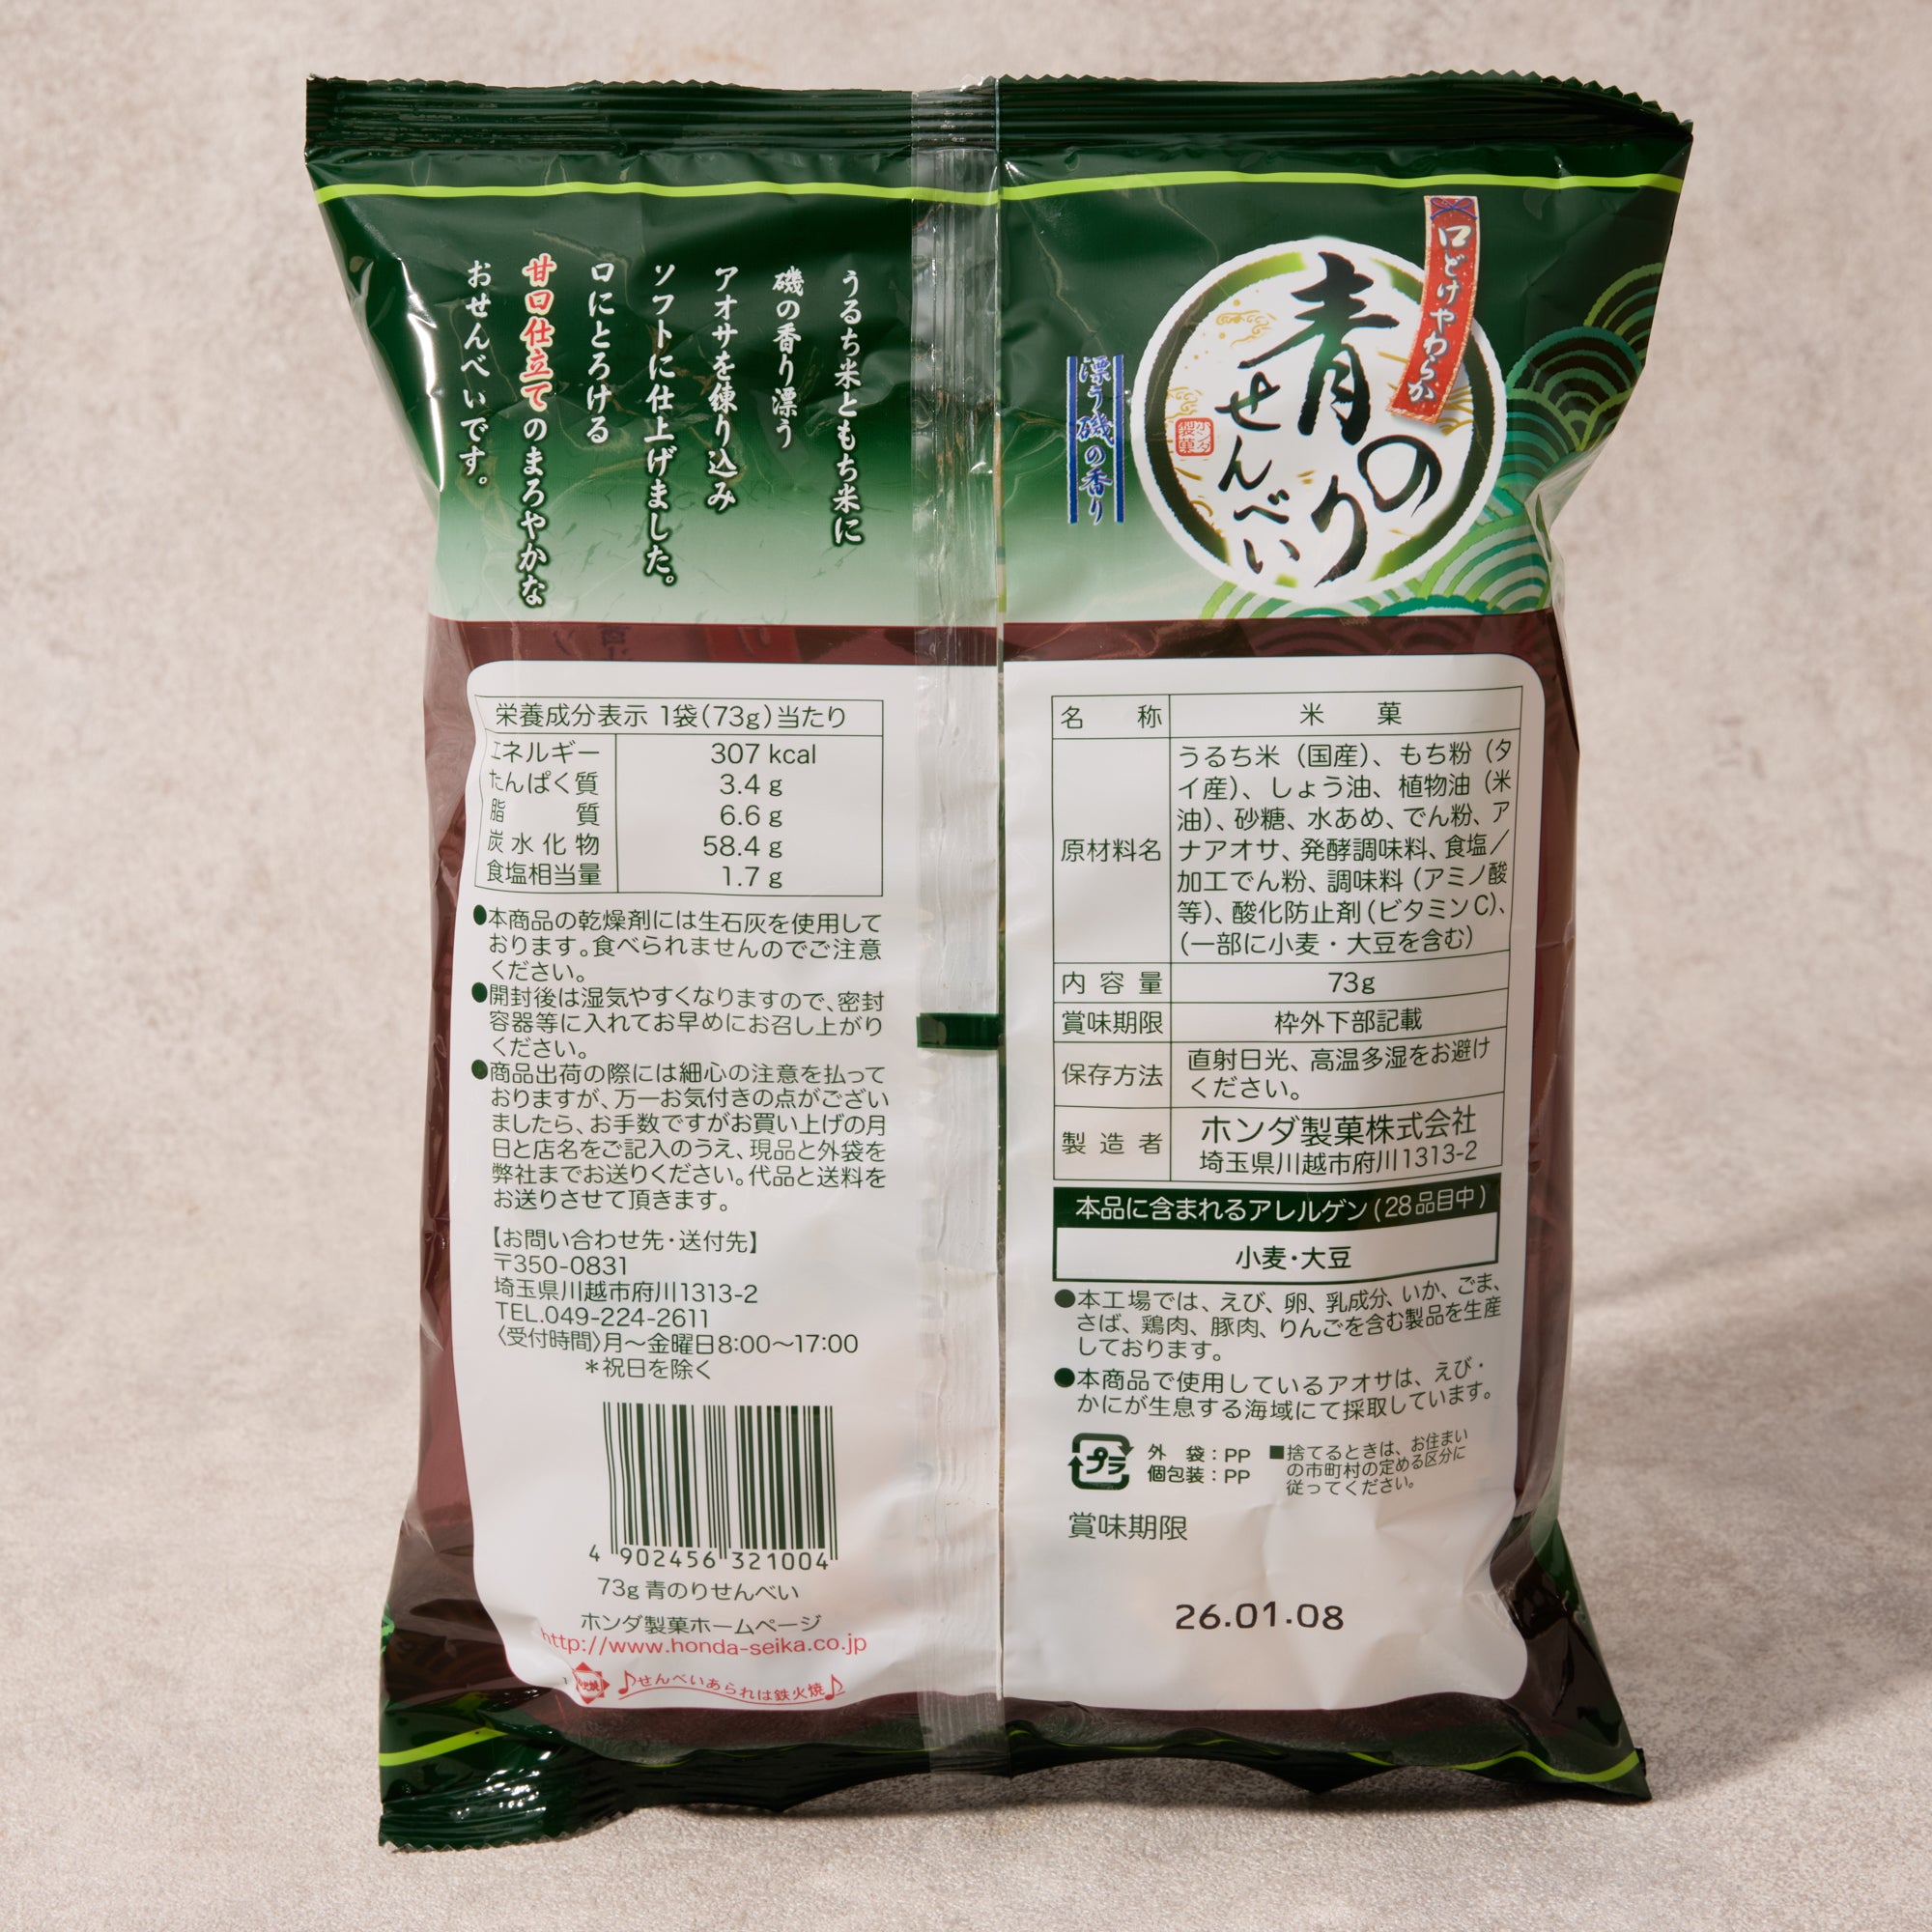 うるち米ともち米に
磯の香り漂う
アオサを練り込み
ソフトに仕上げました。
口にとろける
甘口仕立てのまろやかな
おせんべいです。
口どけやわらか
青のり
せんべい
ホンダ製菓
漂う磯の香り
栄養成分表示 1袋(73g)当たり
エネルギー 307 kcal
たんぱく質 3.4 g
脂質 6.6 g
炭水化物 58.4 g
食塩相当量 1.7 g
●本商品の乾燥剤には生石灰を使用して
おります。食べられませんのでご注意
ください。
●開封後は湿気やすくなりますので、密封
容器等に入れてお早めにお召し上がり
ください。
●商品出荷の際には細心の注意を払って
おりますが、万一お気付きの点がござい
ましたら、お手数ですがお買い上げの月
日と店名をご記入のうえ、現品と外袋を
弊社までお送りください。代品と送料を
お送りさせて頂きます。
【お問い合わせ先・送付先】
〒350-0831
埼玉県川越市府川1313-2
TEL.049-224-2611
〈受付時間〉月～金曜日8:00～17:00
＊祝日を除く
4 902456 321004
73g 青のりせんべい
ホンダ製菓ホームページ
http://www.honda-seika.co.jp
♪せんべいあられは鉄火焼♪
名称 米菓
原材料名 うるち米（国産）、もち粉（タ
イ産）、しょう油、植物油（米
油）、砂糖、水あめ、でん粉、ア
ナアオサ、発酵調味料、食塩／
加工でん粉、調味料（アミノ酸
等）、酸化防止剤（ビタミンC）、
（一部に小麦・大豆を含む）
内容量 73g
賞味期限 枠外下部記載
保存方法 直射日光、高温多湿をお避け
ください。
製造者 ホンダ製菓株式会社
埼玉県川越市府川1313-2
本品に含まれるアレルゲン(28品目中)
小麦・大豆
●本工場では、えび、卵、乳成分、いか、ごま、
さば、鶏肉、豚肉、りんごを含む製品を生産
しております。
●本商品で使用しているアオサは、えび・
かにが生息する海域にて採取しています。
プラ
外袋：PP
個包装：PP
■捨てるときは、お住まい
の市町村の定める区分に
従ってください。
賞味期限
26.01.08